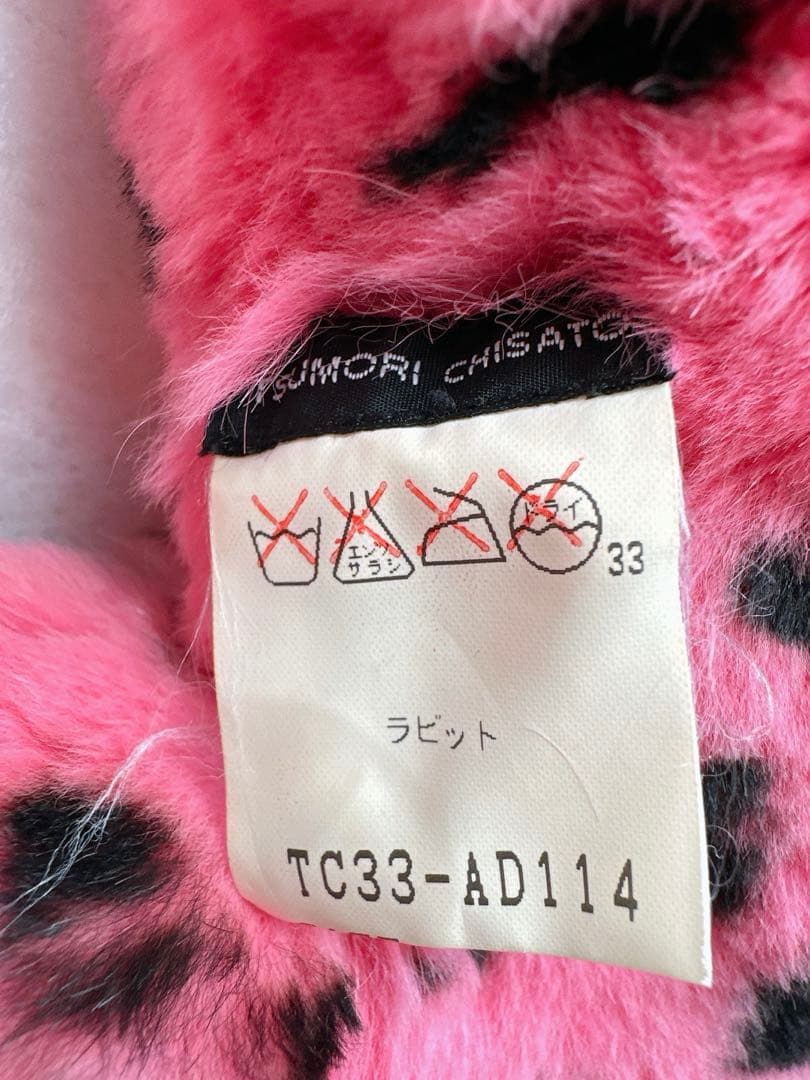 TSUMORI CHISATO
エンソ
サラシ
ドライ
33
ラビット
TC33-AD114